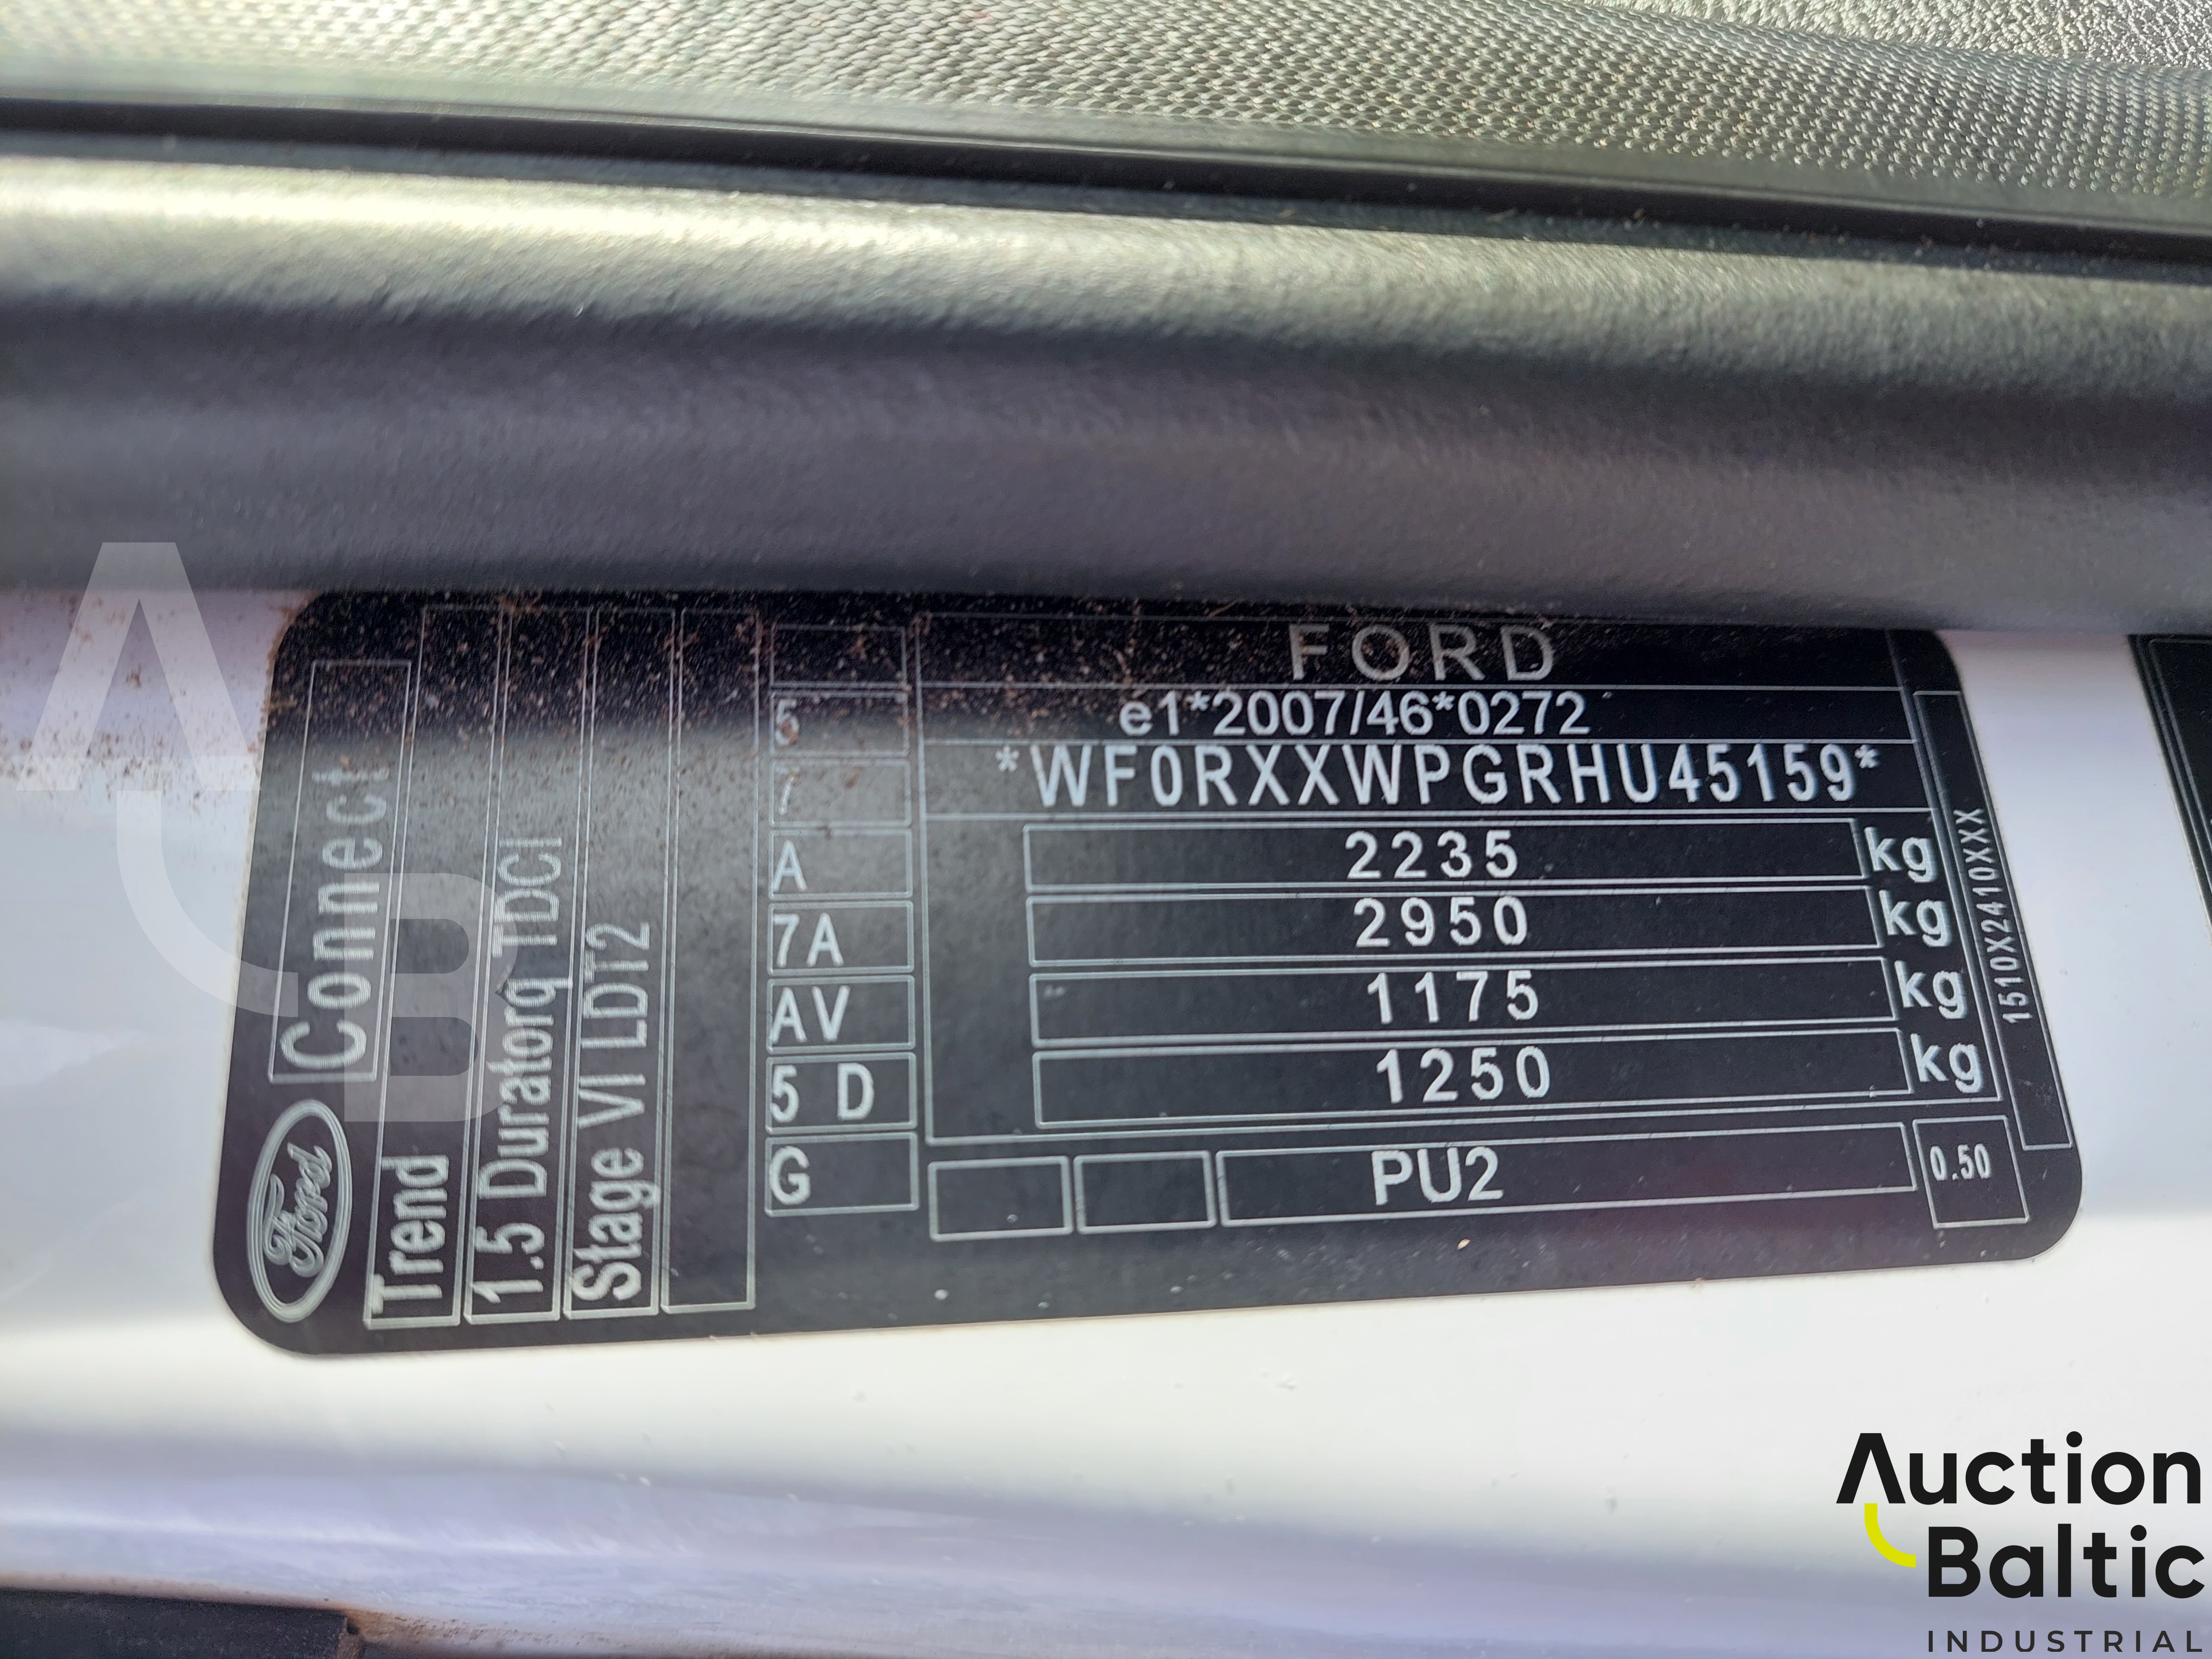 FORD
e1*2007/46*0272
*WF0RXXWPGRHU45159*
2235 kg
2950 kg
1175 kg
1250 kg
PU2
0.50
1510X2410XXX
5
7
A
7A
AV
5 D
G
Ford
Connect
Trend
1.5 Duratorq TDCI
Stage VI LDT2
AB
Auction
Baltic
INDUSTRIAL